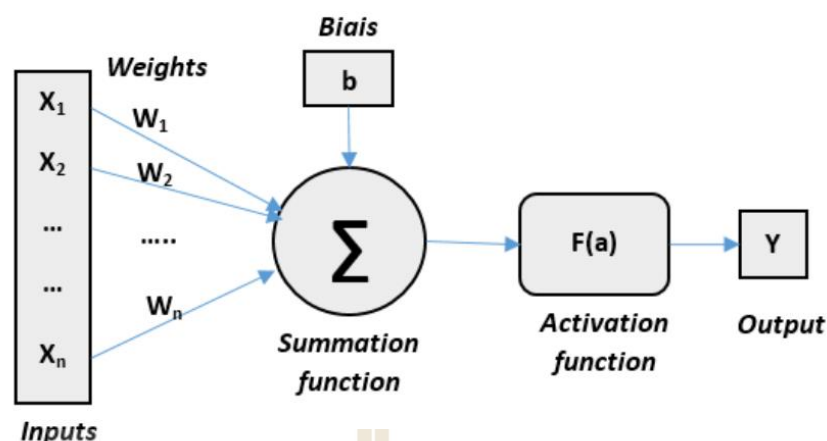 Biais
b
Weights
X₁
W₁
X₂
W₂
...
.....
Σ
F(a)
Y
...
Wₙ
Xₙ
Summation
function
Activation
function
Output
Inputs